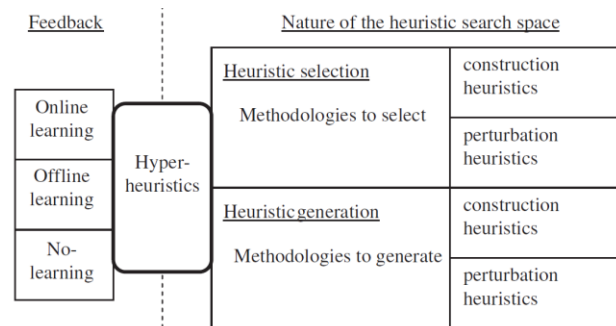 Feedback
Nature of the heuristic search space
Online
learning
Offline
learning
No-
learning
Hyper-
heuristics
Heuristic selection
Methodologies to select
construction
heuristics
perturbation
heuristics
Heuristic generation
Methodologies to generate
construction
heuristics
perturbation
heuristics